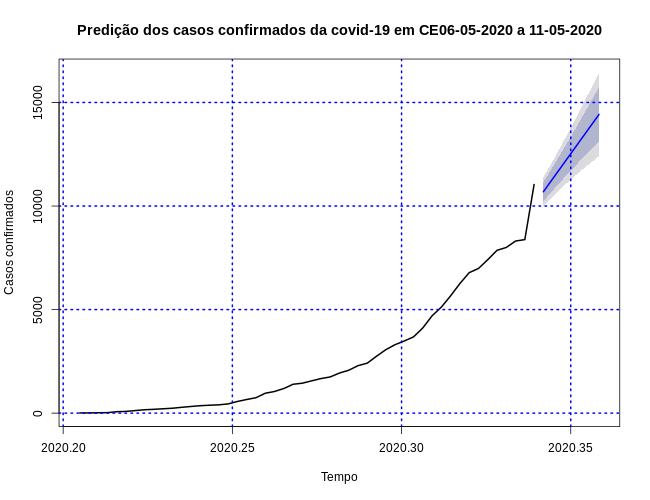 Predição dos casos confirmados da covid-19 em CE06-05-2020 a 11-05-2020
Casos confirmados
15000
10000
5000
0
2020.20 2020.25 2020.30 2020.35
Tempo